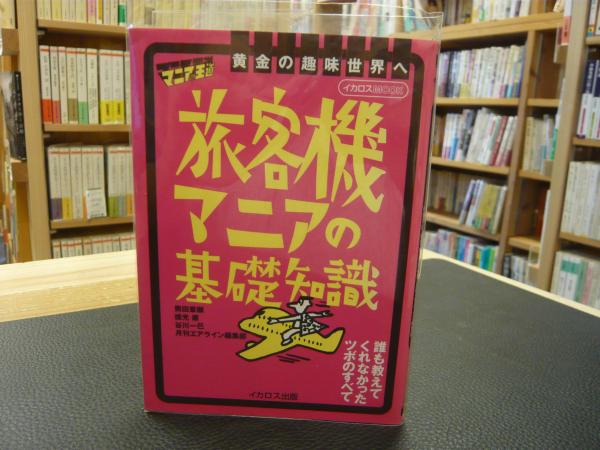 マニア王道
黄金の趣味世界へ
イカロスMOOK
旅客機
マニアの
基礎知識
谷川一巳
月刊エアライン編集部
誰も教えて
くれなかった
ツボのすべて
イカロス出版